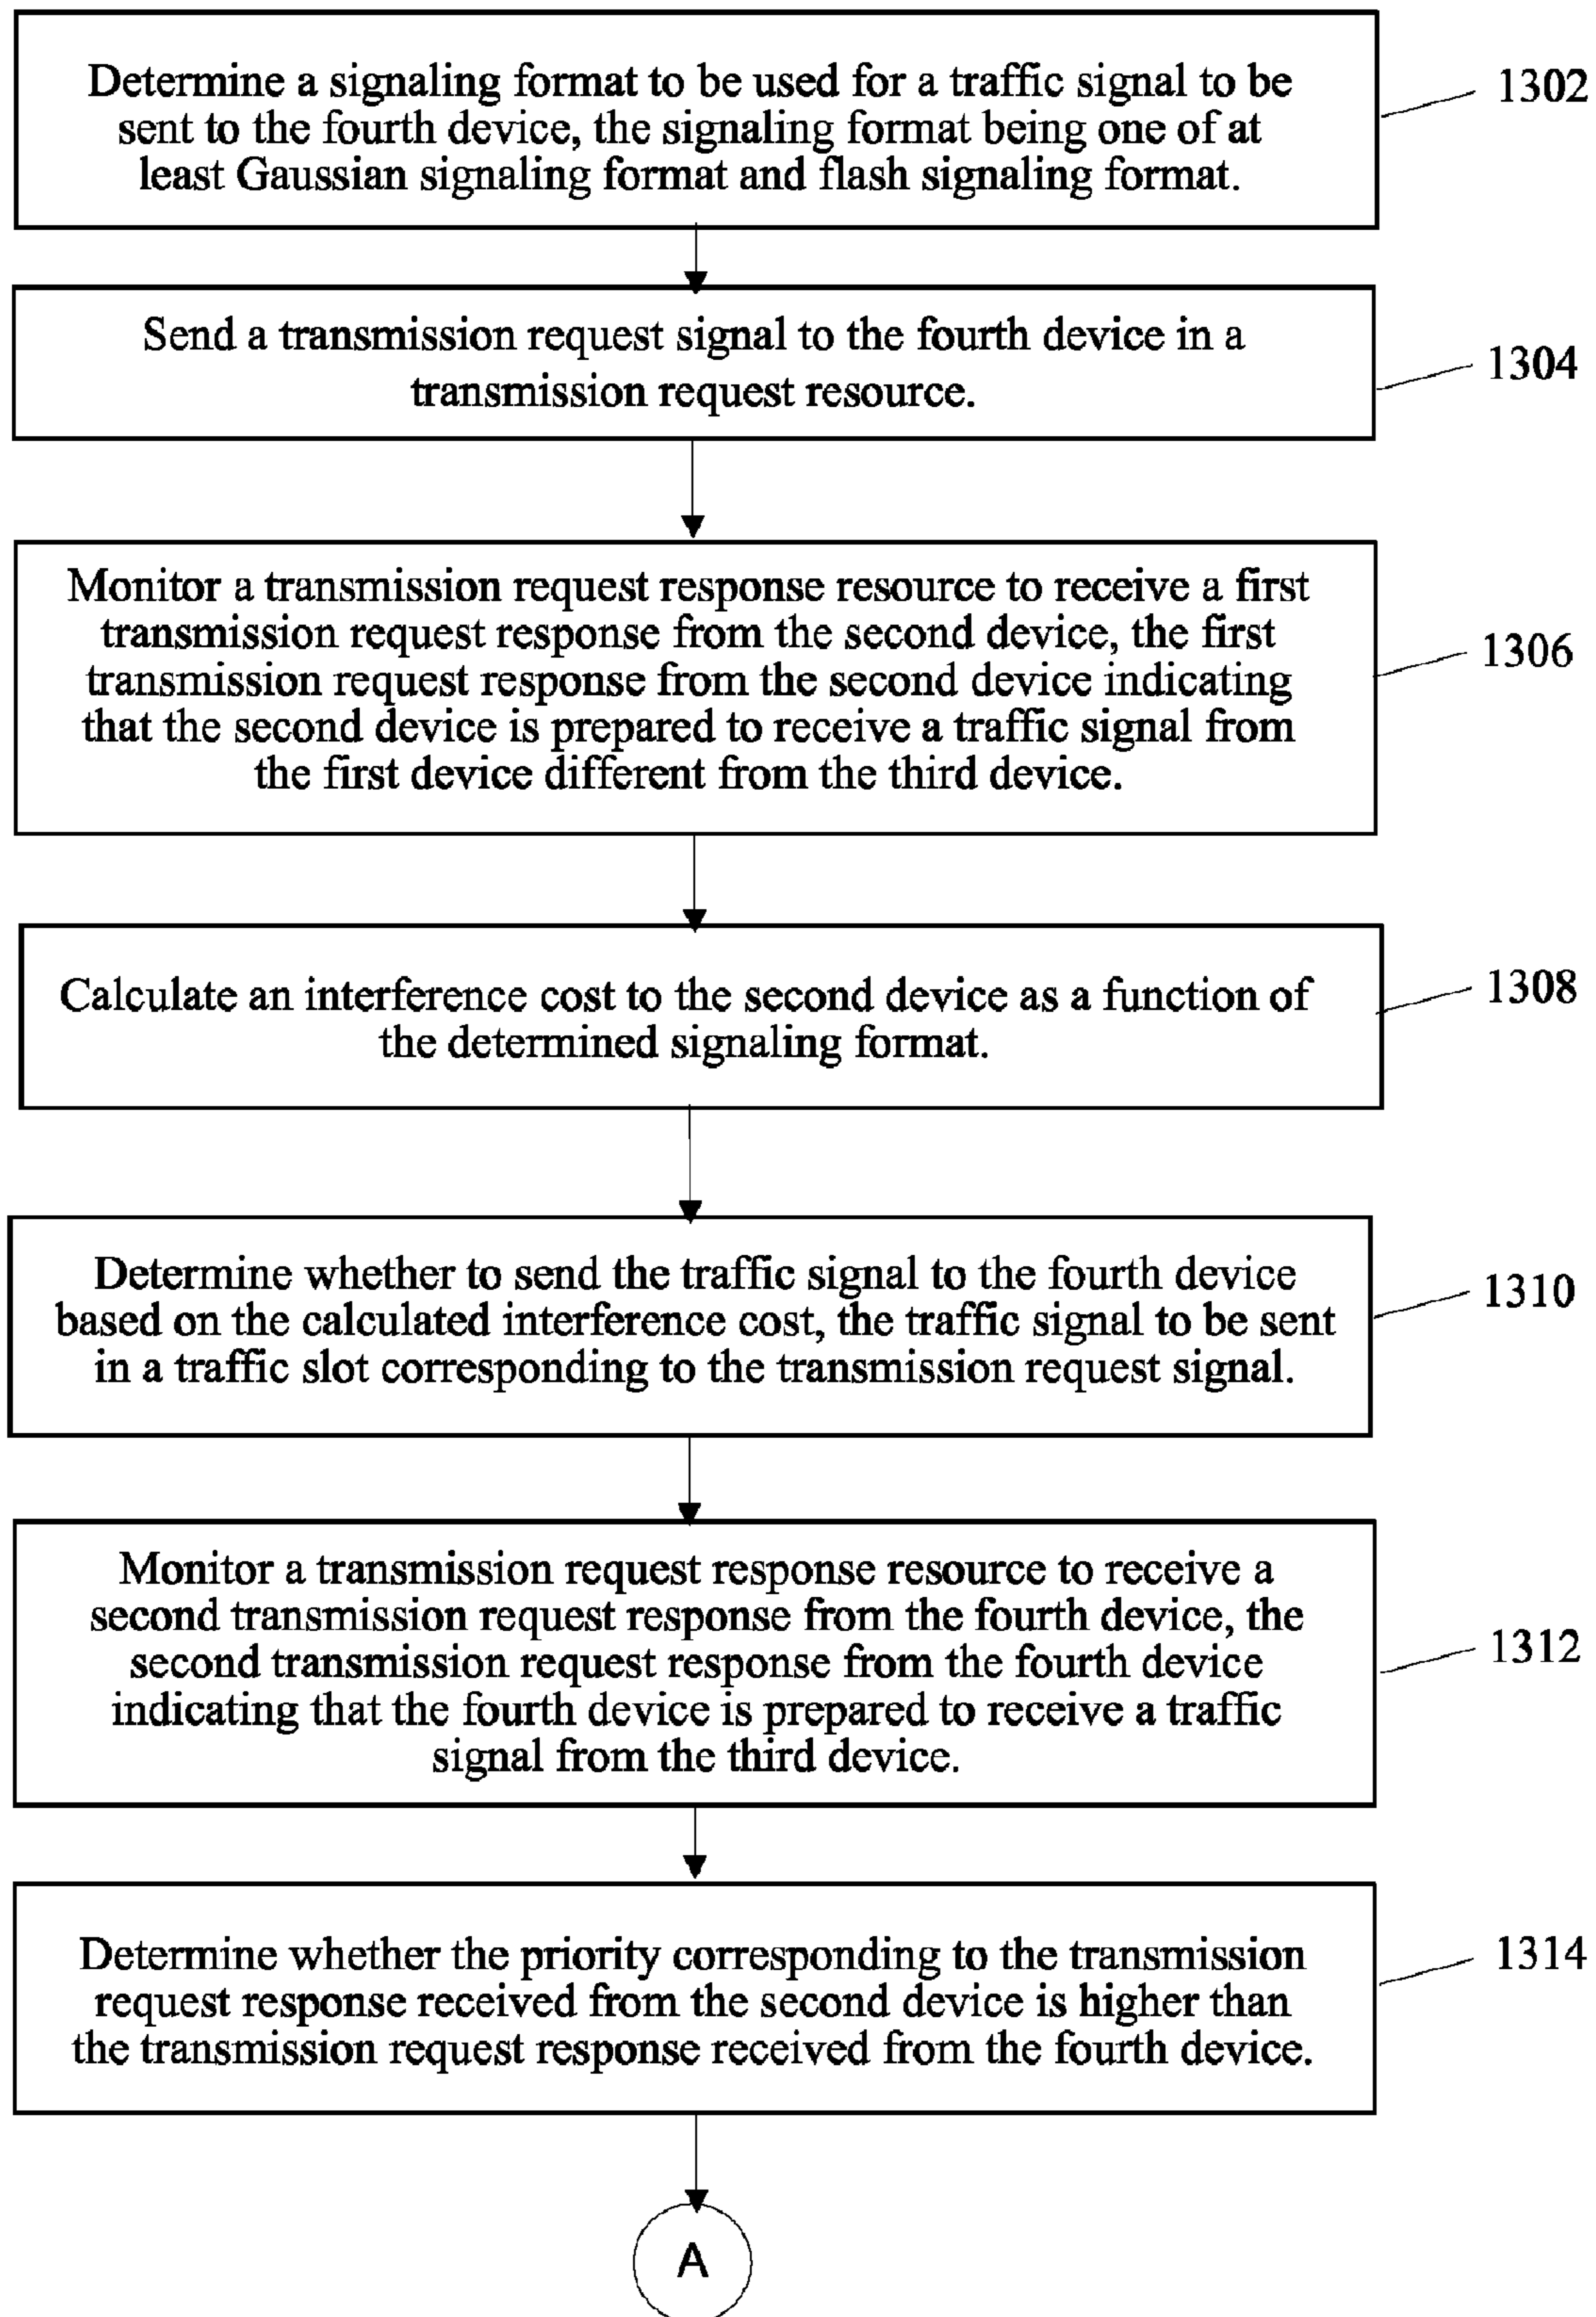 Determine a signaling format to be used for a traffic signal to be
sent to the fourth device, the signaling format being one of at
least Gaussian signaling format and flash signaling format.
1302
Send a transmission request signal to the fourth device in a
transmission request resource.
1304
Monitor a transmission request response resource to receive a first
transmission request response from the second device, the first
transmission request response from the second device indicating
that the second device is prepared to receive a traffic signal from
the first device different from the third device.
1306
Calculate an interference cost to the second device as a function of
the determined signaling format.
1308
Determine whether to send the traffic signal to the fourth device
based on the calculated interference cost, the traffic signal to be sent
in a traffic slot corresponding to the transmission request signal.
1310
Monitor a transmission request response resource to receive a
second transmission request response from the fourth device, the
second transmission request response from the fourth device
indicating that the fourth device is prepared to receive a traffic
signal from the third device.
1312
Determine whether the priority corresponding to the transmission
request response received from the second device is higher than
the transmission request response received from the fourth device.
1314
A